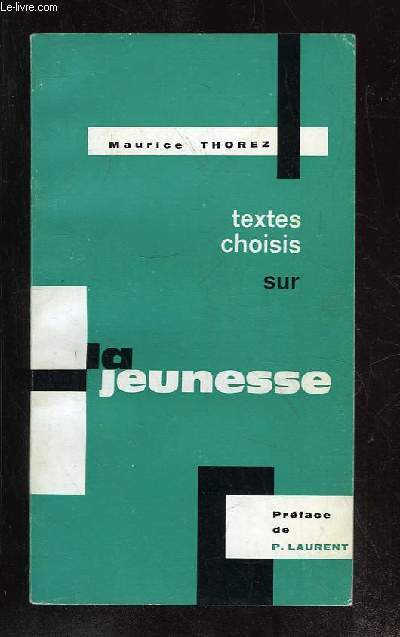 Le-livre.com
Maurice THOREZ
textes
choisis
sur
la
jeunesse
Préface
de
P. LAURENT